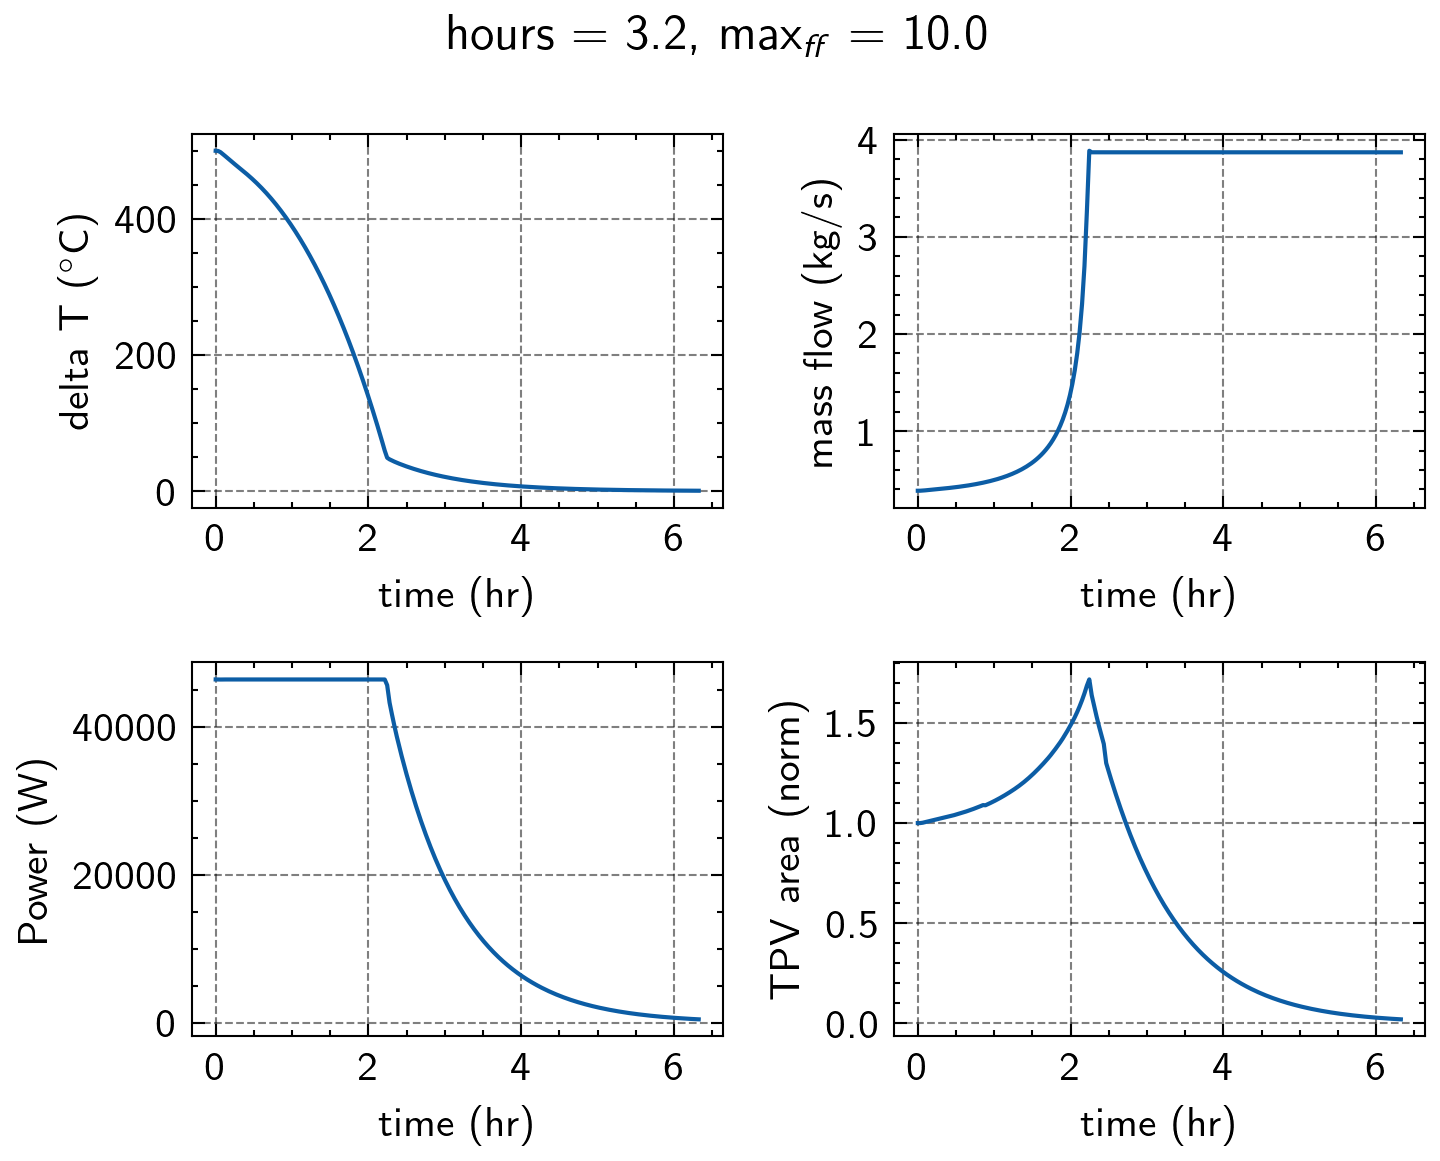 hours = 3.2, max_ff = 10.0
delta T (°C)
400
200
0
0 2 4 6
time (hr)
mass flow (kg/s)
4
3
2
1
0 2 4 6
time (hr)
Power (W)
40000
20000
0
0 2 4 6
time (hr)
TPV area (norm)
1.5
1.0
0.5
0.0
0 2 4 6
time (hr)